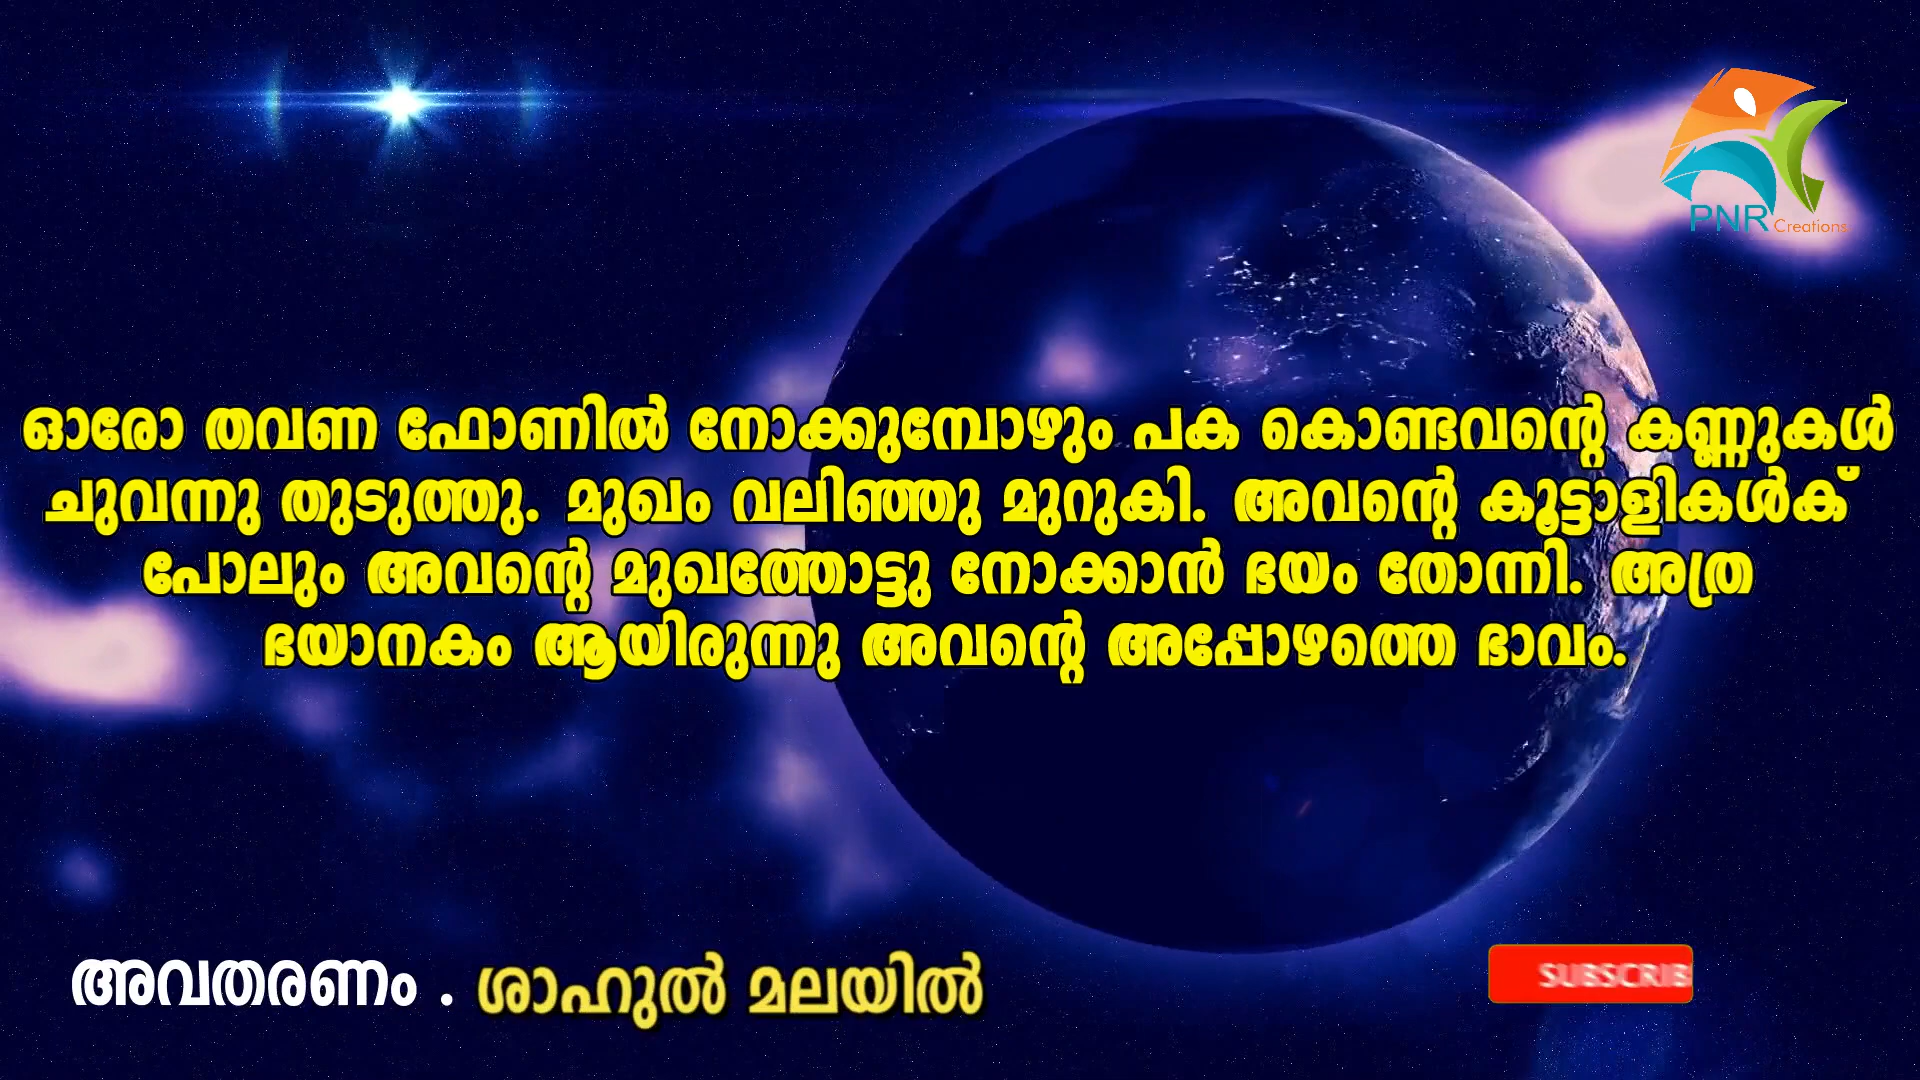 PNR Creations
ഓരോ തവണ ഫോണിൽ നോക്കുമ്പോഴും പക കൊണ്ടവന്റെ കണ്ണുകൾ
ചുവന്നു തുടുത്തു. മുഖം വലിഞ്ഞു മുറുകി. അവന്റെ കൂട്ടാളികൾക്
പോലും അവന്റെ മുഖത്തോട്ടു നോക്കാൻ ഭയം തോന്നി. അത്ര
ഭയാനകം ആയിരുന്നു അവന്റെ അപ്പോഴത്തെ ഭാവം.
അവതരണം . ശാഹുൽ മലയിൽ
SUBSCRIB